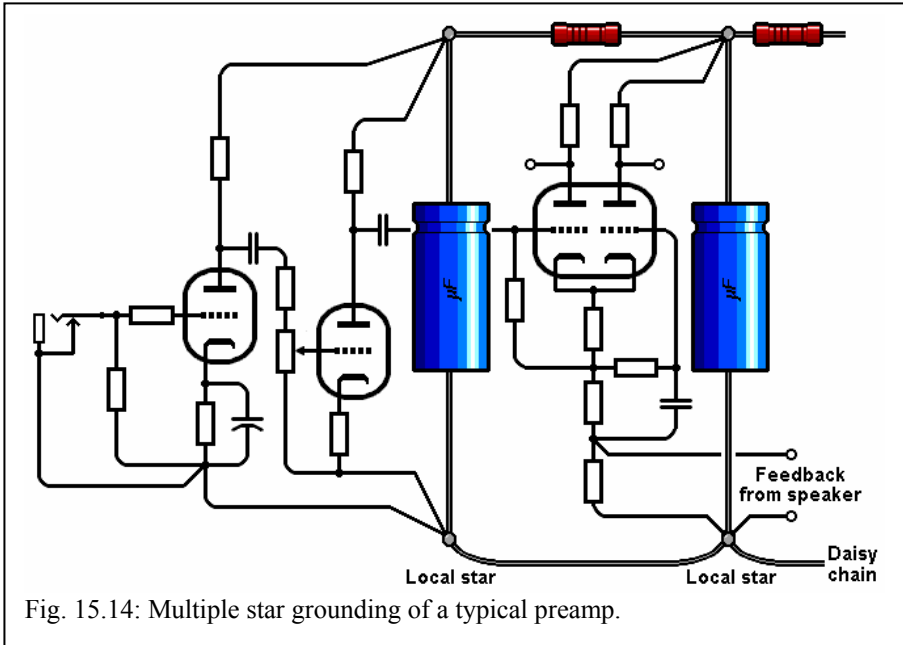 µF
µF
Feedback
from speaker
Local star
Local star
Daisy
chain
Fig. 15.14: Multiple star grounding of a typical preamp.